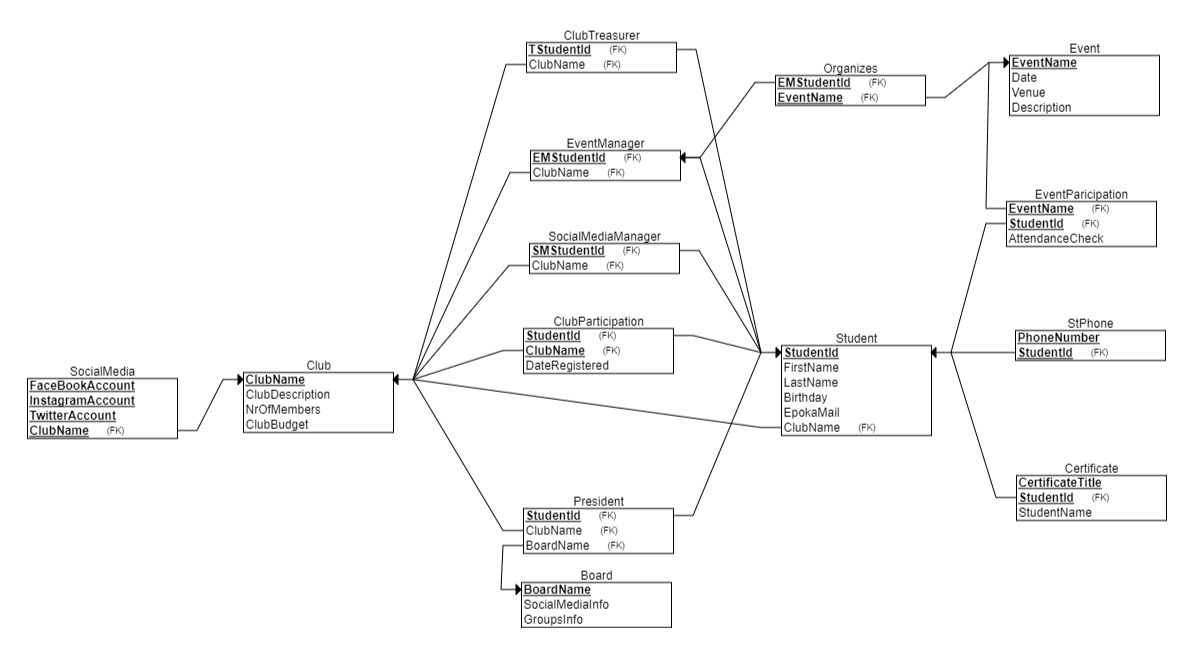 ClubTreasurer
TStudentId (FK)
ClubName (FK)
Organizes
EMStudentId (FK)
EventName (FK)
Event
EventName
Date
Venue
Description
EventManager
EMStudentId (FK)
ClubName (FK)
EventParicipation
EventName (FK)
StudentId (FK)
AttendanceCheck
SocialMediaManager
SMStudentId (FK)
ClubName (FK)
ClubParticipation
StudentId (FK)
ClubName (FK)
DateRegistered
Student
StudentId
FirstName
LastName
Birthday
EpokaMail
ClubName (FK)
StPhone
PhoneNumber
StudentId (FK)
SocialMedia
FaceBookAccount
InstagramAccount
TwitterAccount
ClubName (FK)
Club
ClubName
ClubDescription
NrOfMembers
ClubBudget
Certificate
CertificateTitle
StudentId (FK)
StudentName
President
StudentId (FK)
ClubName (FK)
BoardName (FK)
Board
BoardName
SocialMediaInfo
GroupsInfo